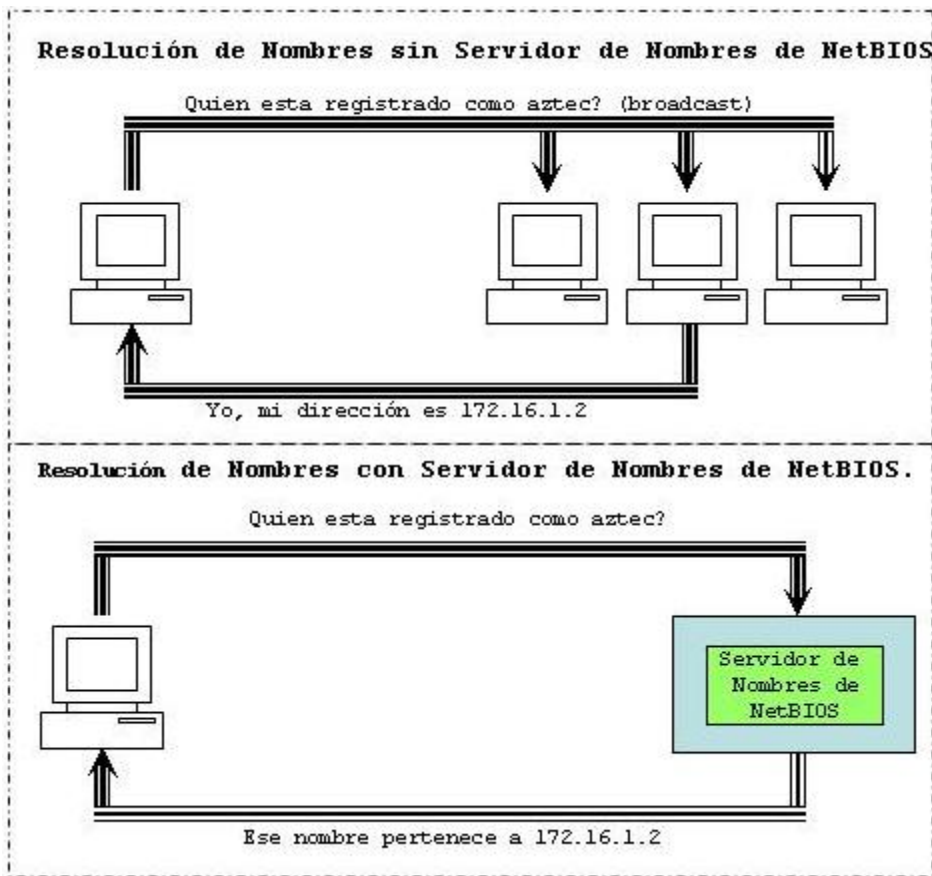 Resolución de Nombres sin Servidor de Nombres de NetBIOS
Quien esta registrado como aztec? (broadcast)
Yo, mi dirección es 172.16.1.2
Resolución de Nombres con Servidor de Nombres de NetBIOS.
Quien esta registrado como aztec?
Servidor de
Nombres de
NetBIOS
Ese nombre pertenece a 172.16.1.2